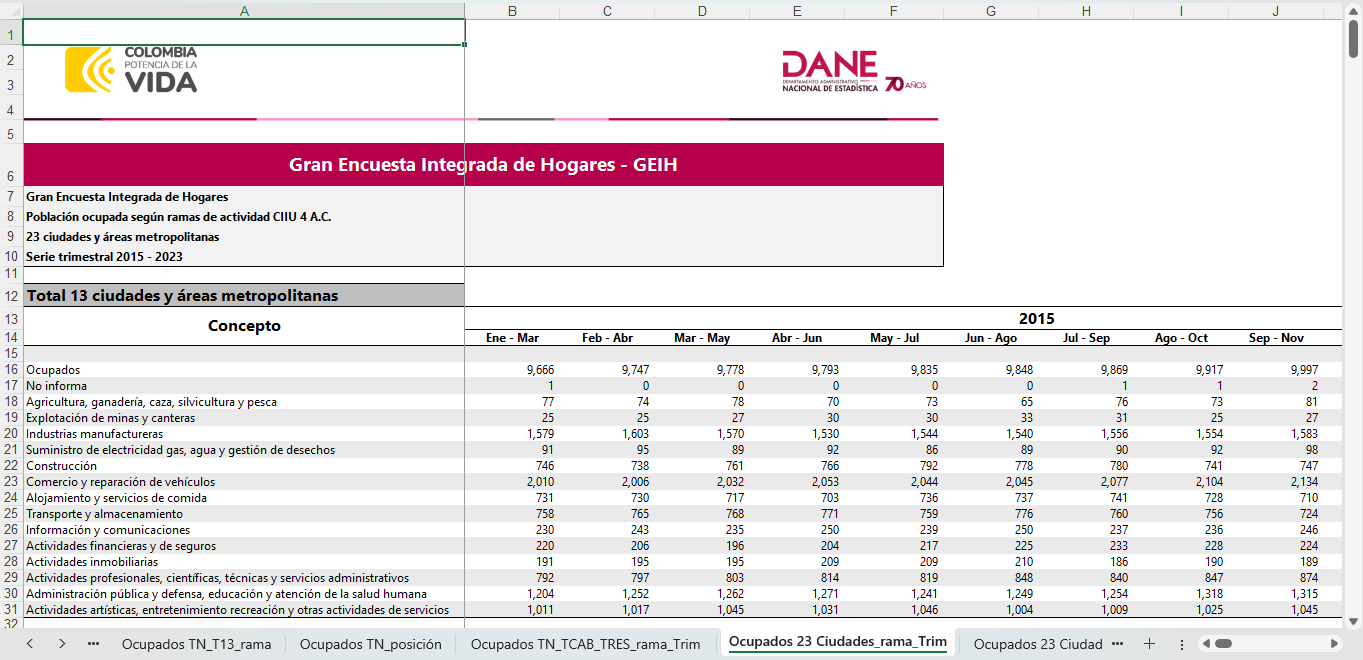 A B C D E F G H I J
1
2 COLOMBIA
POTENCIA DE LA
VIDA
DANE
DEPARTAMENTO ADMINISTRATIVO
NACIONAL DE ESTADÍSTICA 70 AÑOS
3
4
5
6 Gran Encuesta Integrada de Hogares - GEIH
7 Gran Encuesta Integrada de Hogares
8 Población ocupada según ramas de actividad CIIU 4 A.C.
9 23 ciudades y áreas metropolitanas
10 Serie trimestral 2015 - 2023
11
12 Total 13 ciudades y áreas metropolitanas
13 Concepto 2015
14 Ene - Mar Feb - Abr Mar - May Abr - Jun May - Jul Jun - Ago Jul - Sep Ago - Oct Sep - Nov
15
16 Ocupados 9,666 9,747 9,778 9,793 9,835 9,848 9,869 9,917 9,997
17 No informa 1 0 0 0 0 0 1 1 2
18 Agricultura, ganadería, caza, silvicultura y pesca 77 74 78 70 73 65 76 73 81
19 Explotación de minas y canteras 25 25 27 30 30 33 31 25 27
20 Industrias manufactureras 1,579 1,603 1,570 1,530 1,544 1,540 1,556 1,554 1,583
21 Suministro de electricidad gas, agua y gestión de desechos 91 95 89 92 86 89 90 92 98
22 Construcción 746 738 761 766 792 778 780 741 747
23 Comercio y reparación de vehículos 2,010 2,006 2,032 2,053 2,044 2,045 2,077 2,104 2,134
24 Alojamiento y servicios de comida 731 730 717 703 736 737 741 728 710
25 Transporte y almacenamiento 758 765 768 771 759 776 760 756 724
26 Información y comunicaciones 230 243 235 250 239 250 237 236 246
27 Actividades financieras y de seguros 220 206 196 204 217 225 233 228 224
28 Actividades inmobiliarias 191 195 195 209 209 210 186 190 189
29 Actividades profesionales, científicas, técnicas y servicios administrativos 792 797 803 814 819 848 840 847 874
30 Administración pública y defensa, educación y atención de la salud humana 1,204 1,252 1,262 1,271 1,241 1,249 1,254 1,318 1,315
31 Actividades artísticas, entretenimiento recreación y otras actividades de servicios 1,011 1,017 1,045 1,031 1,046 1,004 1,009 1,025 1,045
32
Ocupados TN_T13_rama Ocupados TN_posición Ocupados TN_TCAB_TRES_rama_Trim Ocupados 23 Ciudades_rama_Trim Ocupados 23 Ciudad